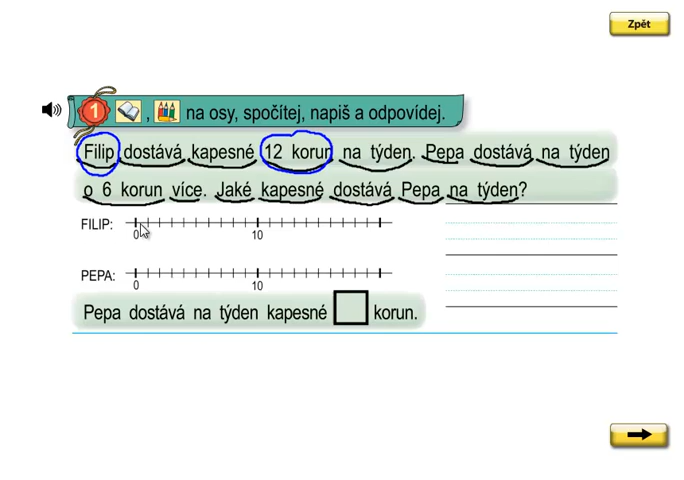 Zpět
1 , na osy, spočítej, napiš a odpovídej.
Filip dostává kapesné 12 korun na týden. Pepa dostává na týden
o 6 korun více. Jaké kapesné dostává Pepa na týden?
FILIP:
0 10
PEPA:
0 10
Pepa dostává na týden kapesné korun.